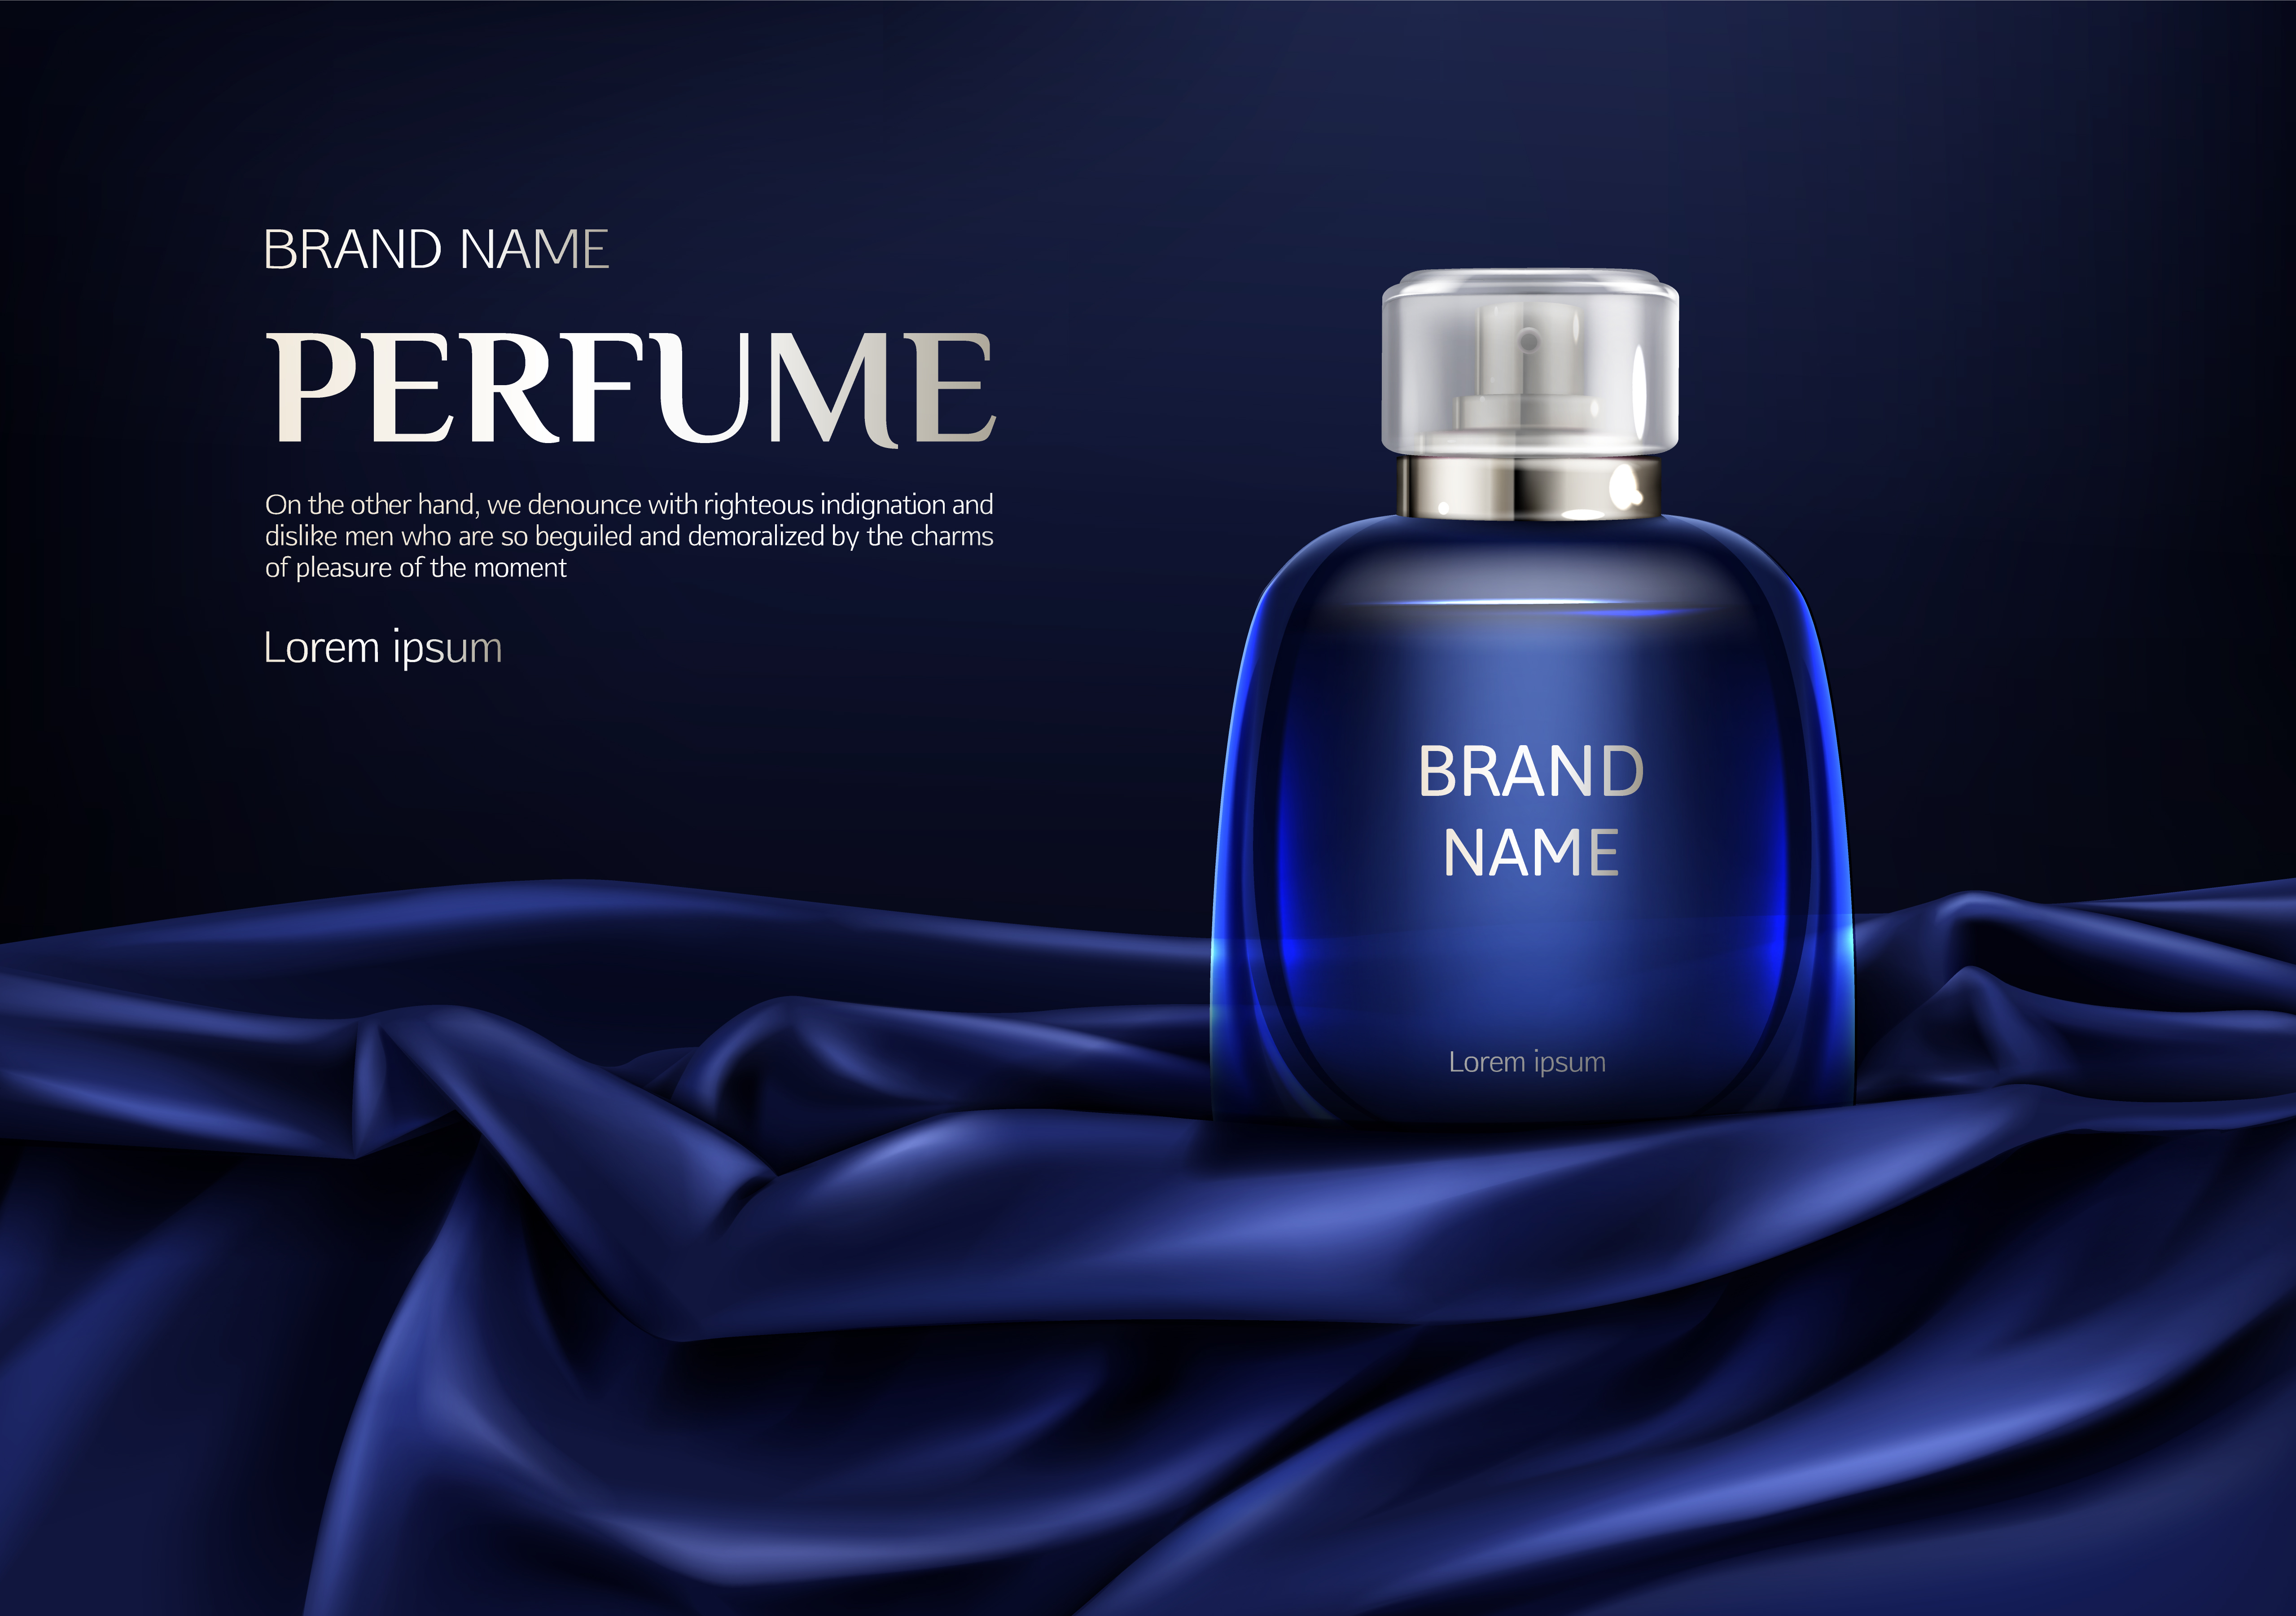 BRAND NAME
PERFUME
On the other hand, we denounce with righteous indignation and
dislike men who are so beguiled and demoralized by the charms
of pleasure of the moment
Lorem ipsum
BRAND
NAME
Lorem ipsum